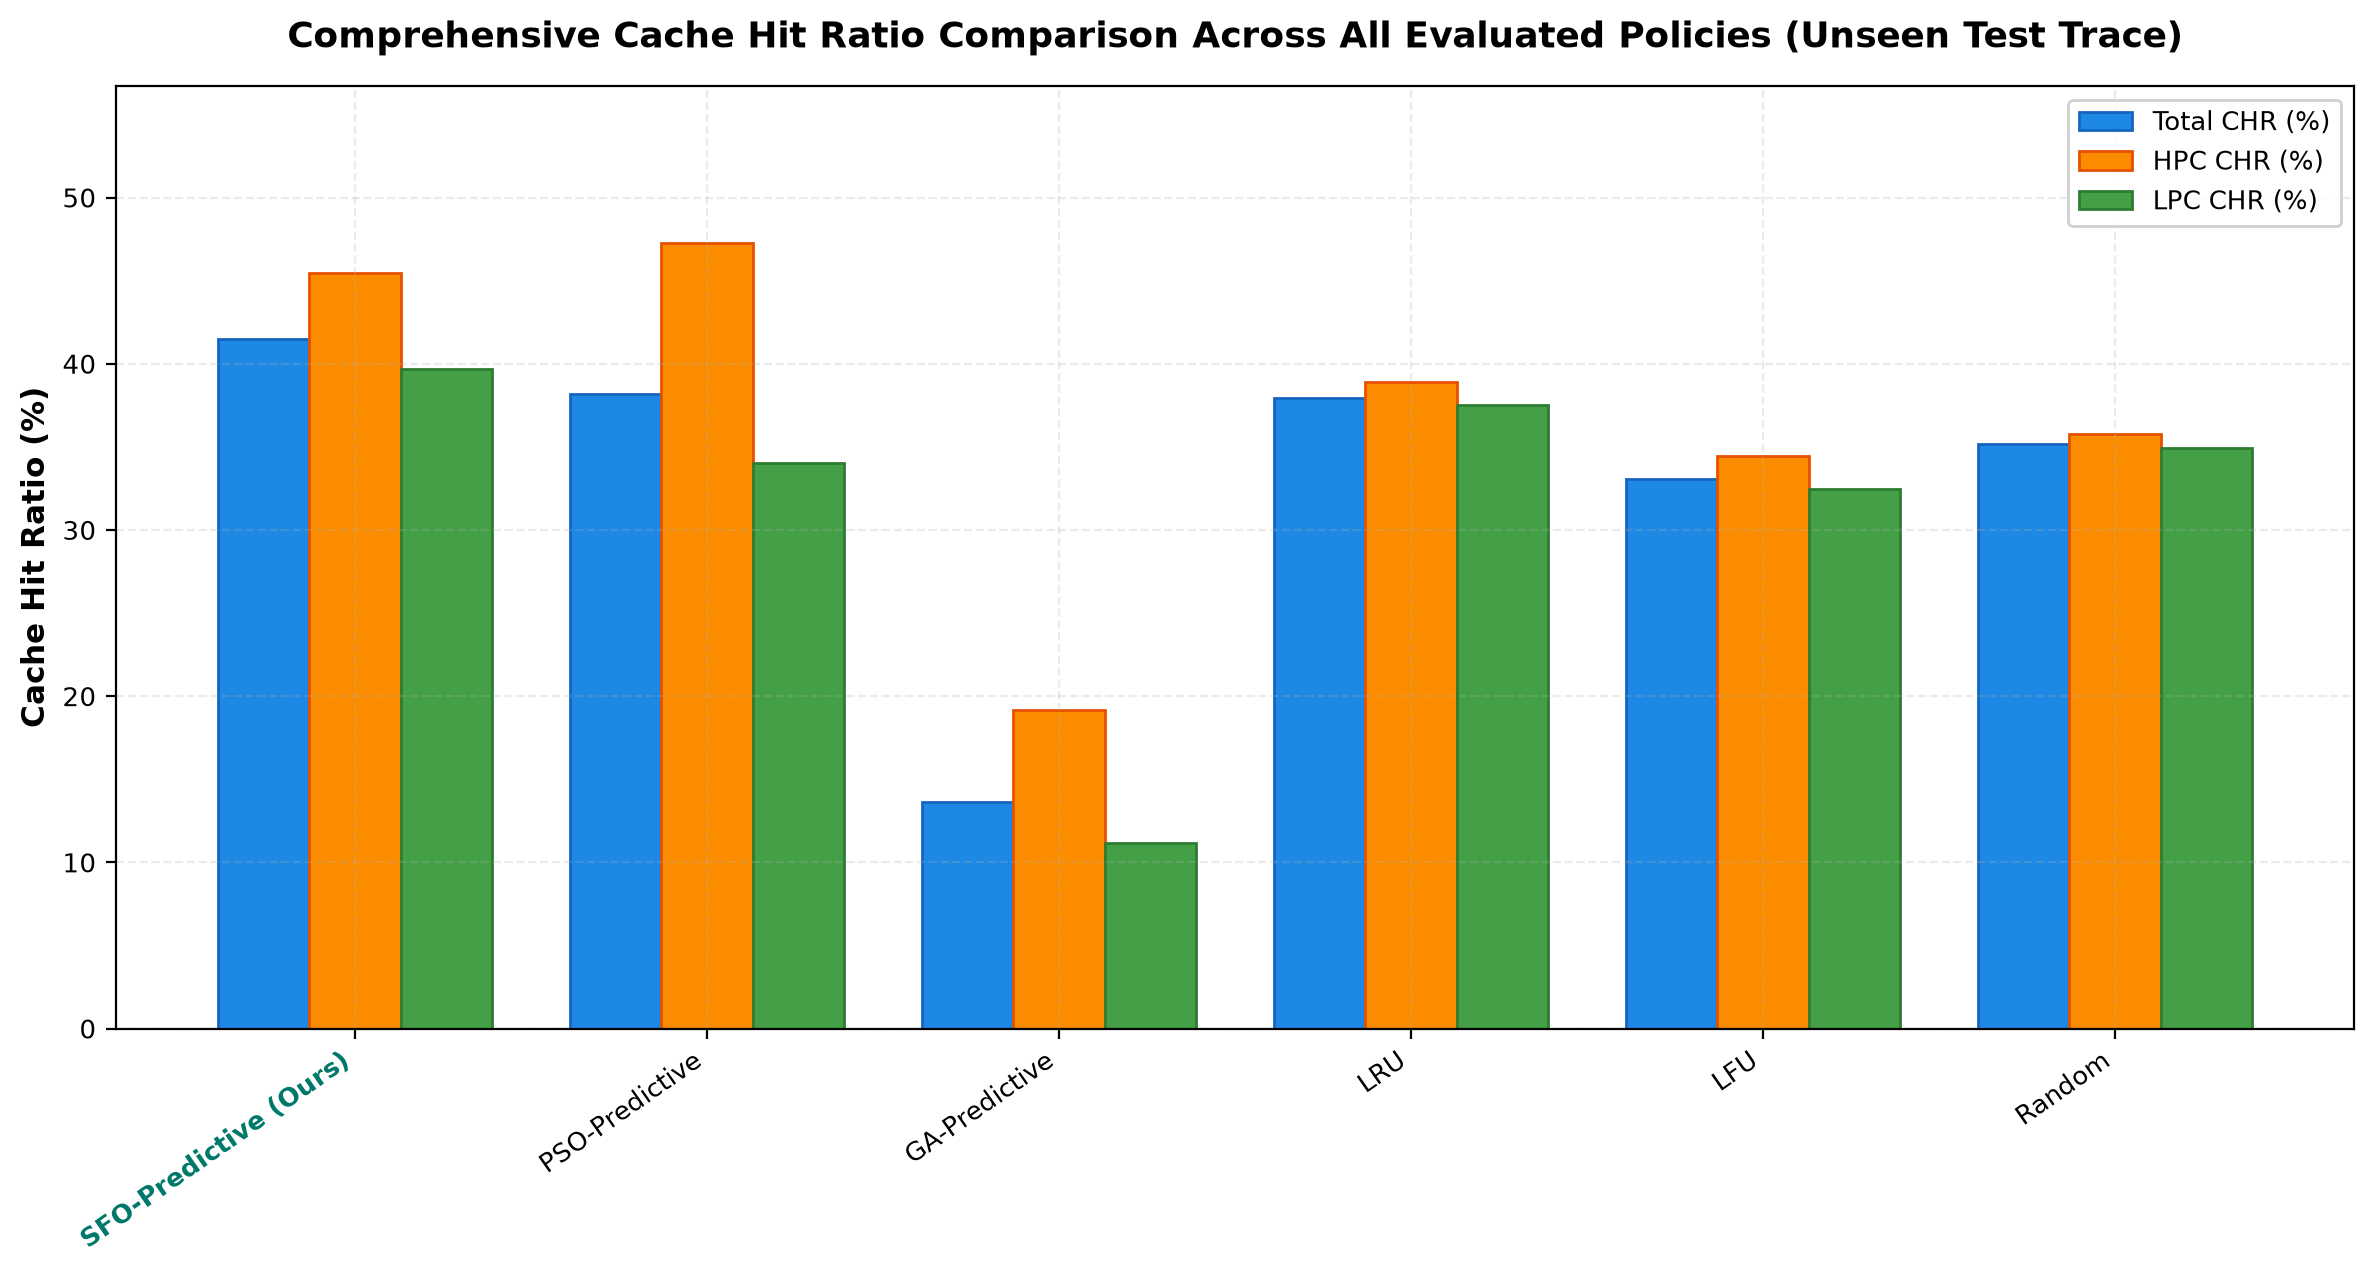 Comprehensive Cache Hit Ratio Comparison Across All Evaluated Policies (Unseen Test Trace)
Total CHR (%)
HPC CHR (%)
LPC CHR (%)
Cache Hit Ratio (%)
50
40
30
20
10
0
SFO-Predictive (Ours)
PSO-Predictive
GA-Predictive
LRU
LFU
Random